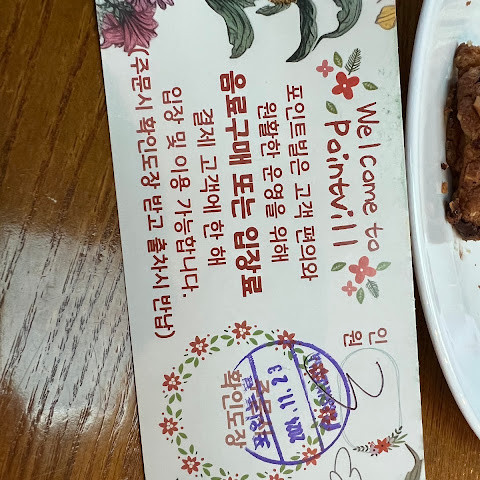 Welcome to
Pointvill
포인트빌은 고객 편의와
원활한 운영을 위해
음료구매 또는 입장료
결제 고객에 한 해
입장 및 이용 가능합니다.
(주문시 확인도장 받고 출차시 반납)
인원
확인도장